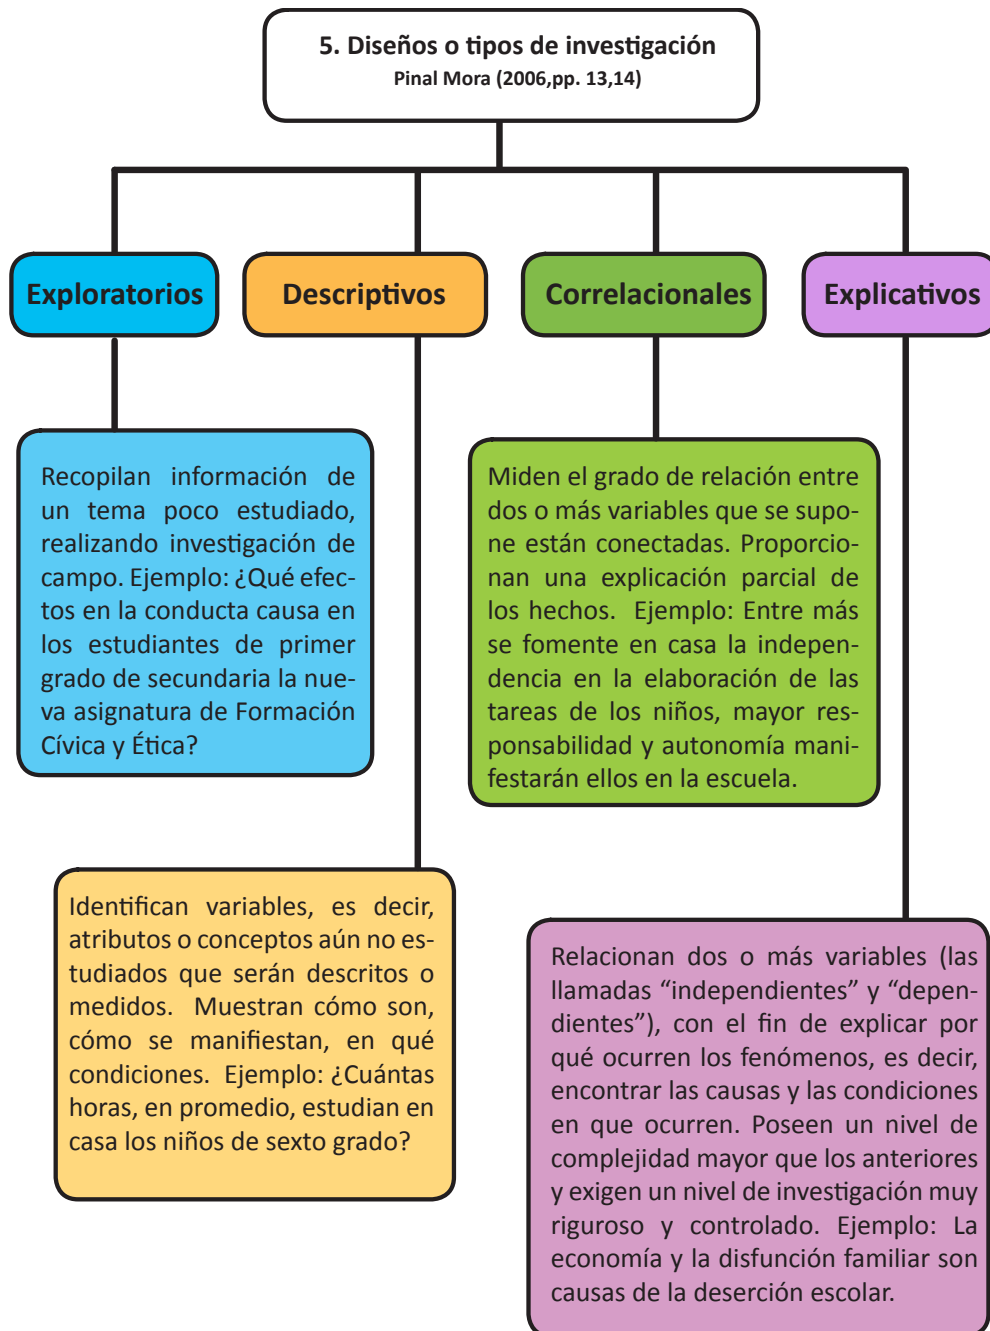 5. Diseños o tipos de investigación
Pinal Mora (2006,pp. 13,14)
Exploratorios
Descriptivos
Correlacionales
Explicativos
Recopilan información de
un tema poco estudiado,
realizando investigación de
campo. Ejemplo: ¿Qué efec-
tos en la conducta causa en
los estudiantes de primer
grado de secundaria la nue-
va asignatura de Formación
Cívica y Ética?
Miden el grado de relación entre
dos o más variables que se supo-
ne están conectadas. Proporcio-
nan una explicación parcial de
los hechos. Ejemplo: Entre más
se fomente en casa la indepen-
dencia en la elaboración de las
tareas de los niños, mayor res-
ponsabilidad y autonomía mani-
festarán ellos en la escuela.
Identifican variables, es decir,
atributos o conceptos aún no es-
tudiados que serán descritos o
medidos. Muestran cómo son,
cómo se manifiestan, en qué
condiciones. Ejemplo: ¿Cuántas
horas, en promedio, estudian en
casa los niños de sexto grado?
Relacionan dos o más variables (las
llamadas “independientes” y “depen-
dientes”), con el fin de explicar por
qué ocurren los fenómenos, es decir,
encontrar las causas y las condiciones
en que ocurren. Poseen un nivel de
complejidad mayor que los anteriores
y exigen un nivel de investigación muy
riguroso y controlado. Ejemplo: La
economía y la disfunción familiar son
causas de la deserción escolar.